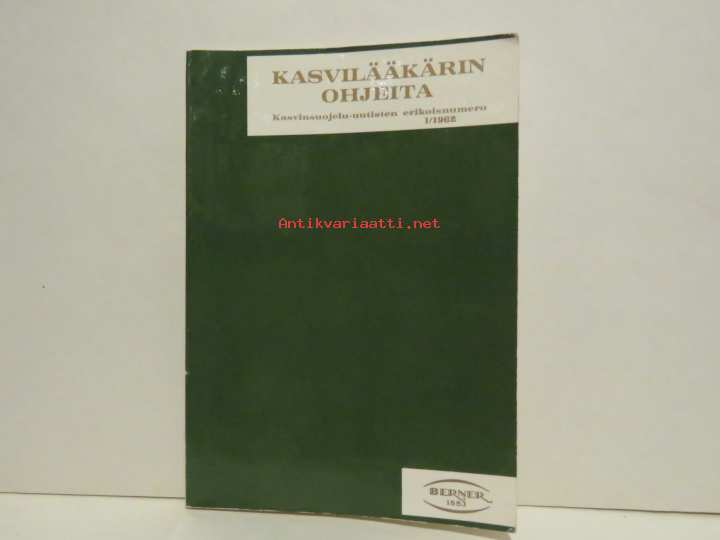 KASVILÄÄKÄRIN
OHJEITA
Kasvinsuojelu-uutisten erikoisnumero
1/1962
Antikvariaatti.net
BERNER
1883